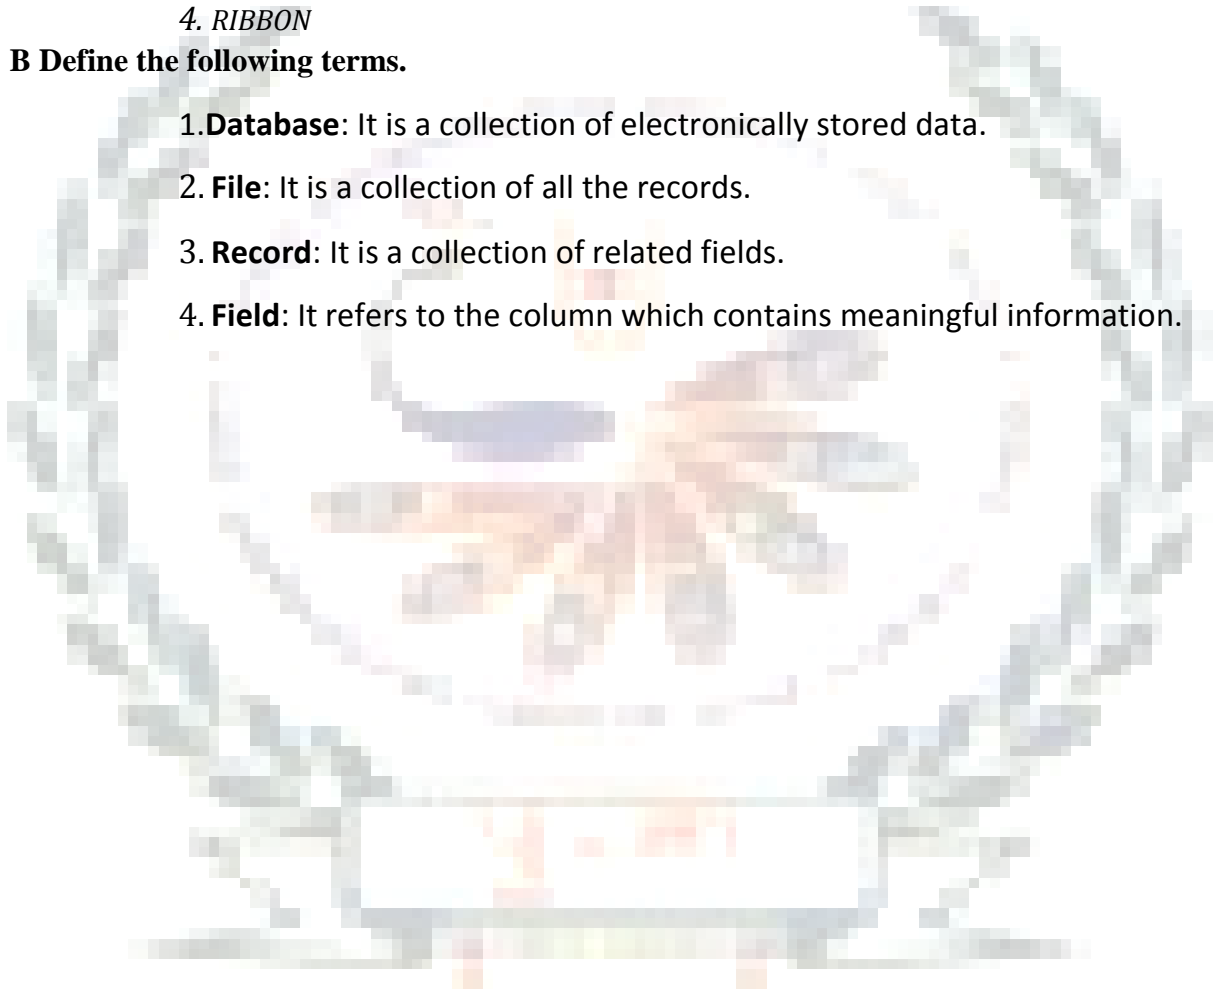 4. RIBBON
B Define the following terms.
1.Database: It is a collection of electronically stored data.
2. File: It is a collection of all the records.
3. Record: It is a collection of related fields.
4. Field: It refers to the column which contains meaningful information.